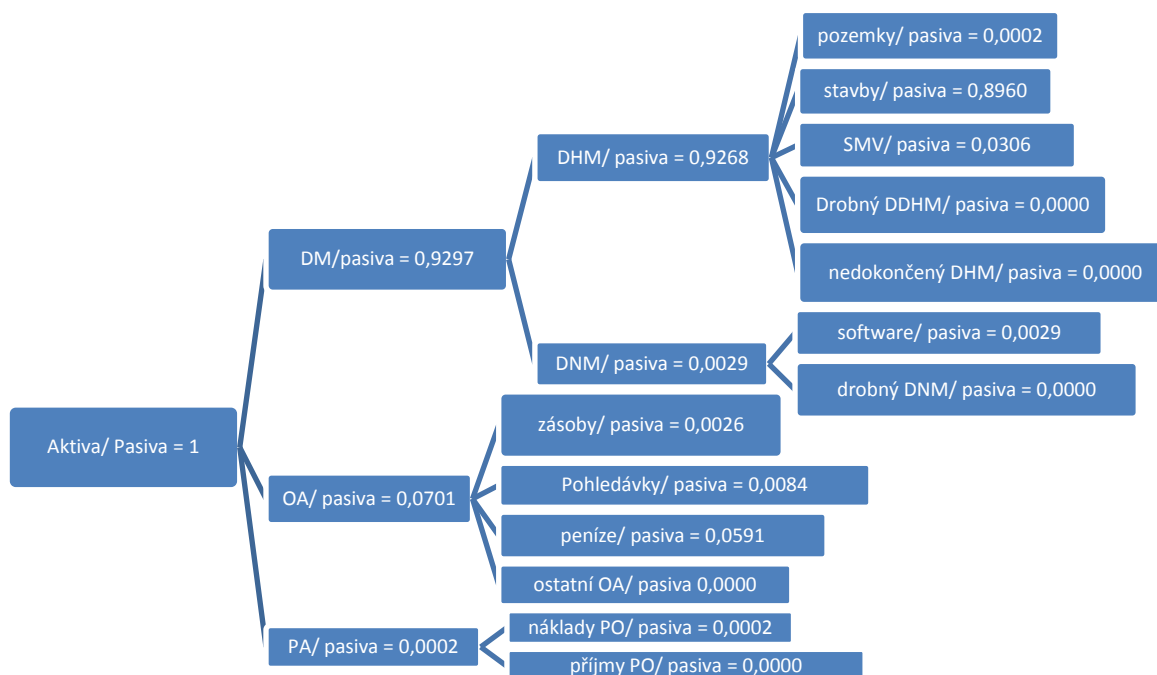 pozemky/ pasiva = 0,0002
stavby/ pasiva = 0,8960
SMV/ pasiva = 0,0306
DHM/ pasiva = 0,9268
Drobný DDHM/ pasiva = 0,0000
DM/pasiva = 0,9297
nedokončený DHM/ pasiva = 0,0000
software/ pasiva = 0,0029
DNM/ pasiva = 0,0029
drobný DNM/ pasiva = 0,0000
zásoby/ pasiva = 0,0026
Aktiva/ Pasiva = 1
Pohledávky/ pasiva = 0,0084
OA/ pasiva = 0,0701
peníze/ pasiva = 0,0591
ostatní OA/ pasiva 0,0000
náklady PO/ pasiva = 0,0002
PA/ pasiva = 0,0002
příjmy PO/ pasiva = 0,0000